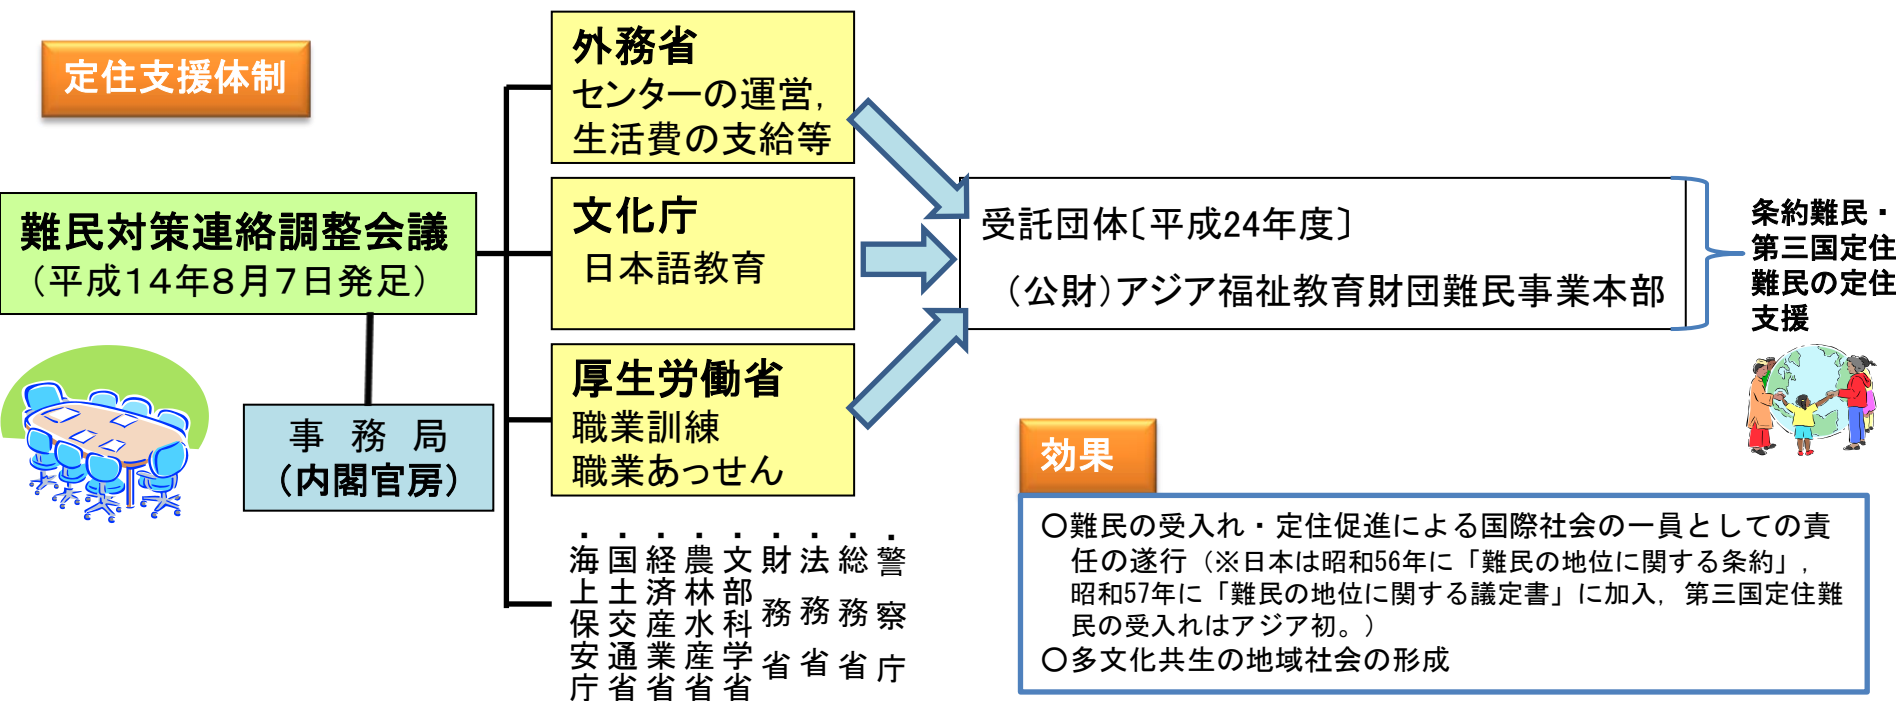 定住支援体制
難民対策連絡調整会議
（平成１４年８月７日発足）
事　務　局
（内閣官房）
外務省
センターの運営，
生活費の支給等
文化庁
日本語教育
厚生労働省
職業訓練
職業あっせん
・警察庁
・総務省
・法務省
・財務省
・文部科学省
・農林水産省
・経済産業省
・国土交通省
・海上保安庁
受託団体〔平成24年度〕
（公財）アジア福祉教育財団難民事業本部
条約難民・
第三国定住
難民の定住
支援
効果
〇難民の受入れ・定住促進による国際社会の一員としての責
任の遂行（※日本は昭和56年に「難民の地位に関する条約」，
昭和57年に「難民の地位に関する議定書」に加入，第三国定住難
民の受入れはアジア初。）
〇多文化共生の地域社会の形成